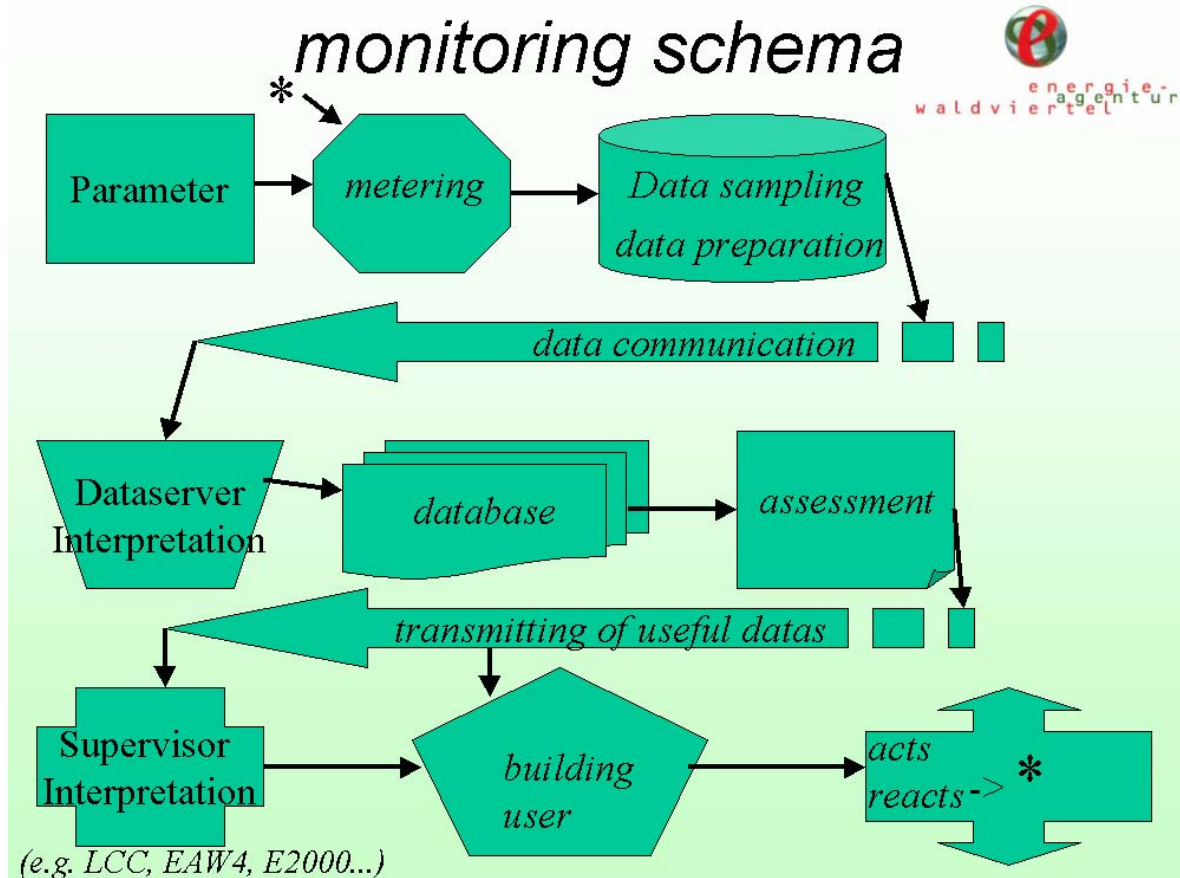 monitoring schema
energie-
agentur
waldviertel
*
Parameter
metering
Data sampling
data preparation
data communication
Dataserver
Interpretation
database
assessment
transmitting of useful datas
Supervisor
Interpretation
building
user
acts
reacts-> *
(e.g. LCC, EAW4, E2000...)